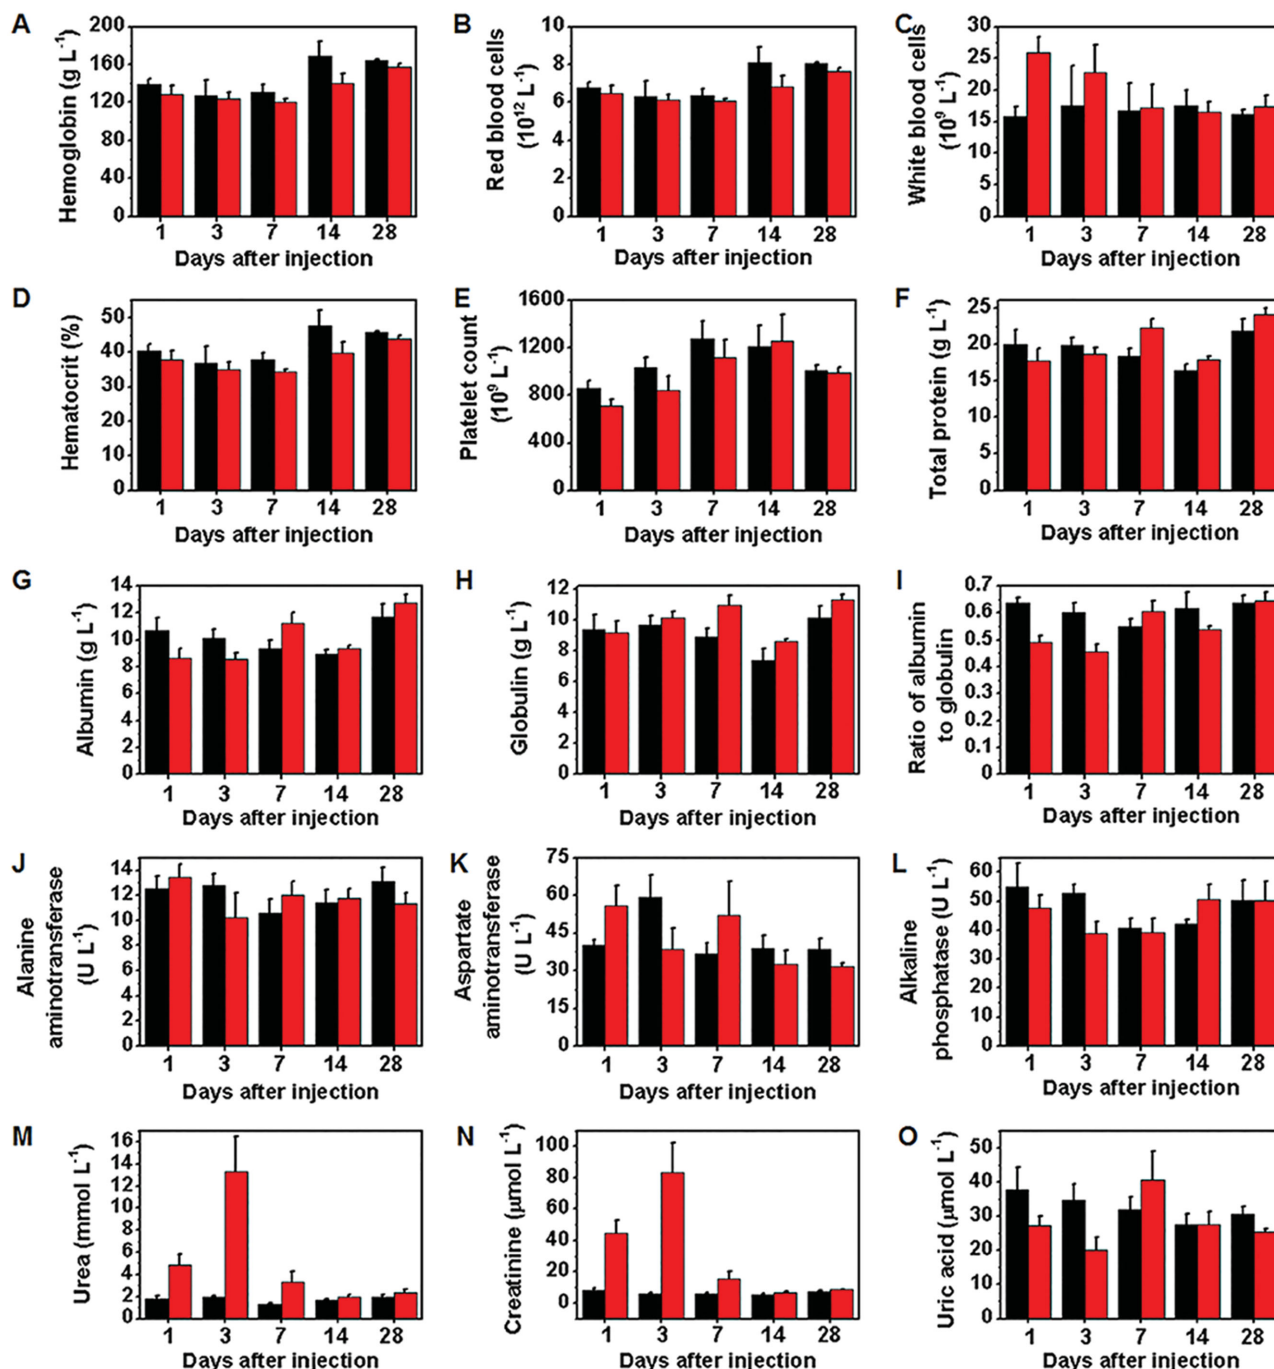 A
Hemoglobin (g L⁻¹)
200
160
120
80
40
0
1 3 7 14 28
Days after injection
B
Red blood cells
(10¹² L⁻¹)
10
8
6
4
2
0
1 3 7 14 28
Days after injection
C
White blood cells
(10⁹ L⁻¹)
30
25
20
15
10
5
0
1 3 7 14 28
Days after injection
D
Hematocrit (%)
50
40
30
20
10
0
1 3 7 14 28
Days after injection
E
Platelet count
(10⁹ L⁻¹)
1600
1200
800
400
0
1 3 7 14 28
Days after injection
F
Total protein (g L⁻¹)
25
20
15
10
5
0
1 3 7 14 28
Days after injection
G
Albumin (g L⁻¹)
14
12
10
8
6
4
2
0
1 3 7 14 28
Days after injection
H
Globulin (g L⁻¹)
12
10
8
6
4
2
0
1 3 7 14 28
Days after injection
I
Ratio of albumin
to globulin
0.7
0.6
0.5
0.4
0.3
0.2
0.1
0
1 3 7 14 28
Days after injection
J
Alanine
aminotransferase
(U L⁻¹)
14
12
10
8
6
4
2
0
1 3 7 14 28
Days after injection
K
Aspartate
aminotransferase
(U L⁻¹)
75
60
45
30
15
0
1 3 7 14 28
Days after injection
L
Alkaline
phosphatase (U L⁻¹)
60
50
40
30
20
10
0
1 3 7 14 28
Days after injection
M
Urea (mmol L⁻¹)
16
14
12
10
8
6
4
2
0
1 3 7 14 28
Days after injection
N
Creatinine (μmol L⁻¹)
100
80
60
40
20
0
1 3 7 14 28
Days after injection
O
Uric acid (μmol L⁻¹)
50
40
30
20
10
0
1 3 7 14 28
Days after injection